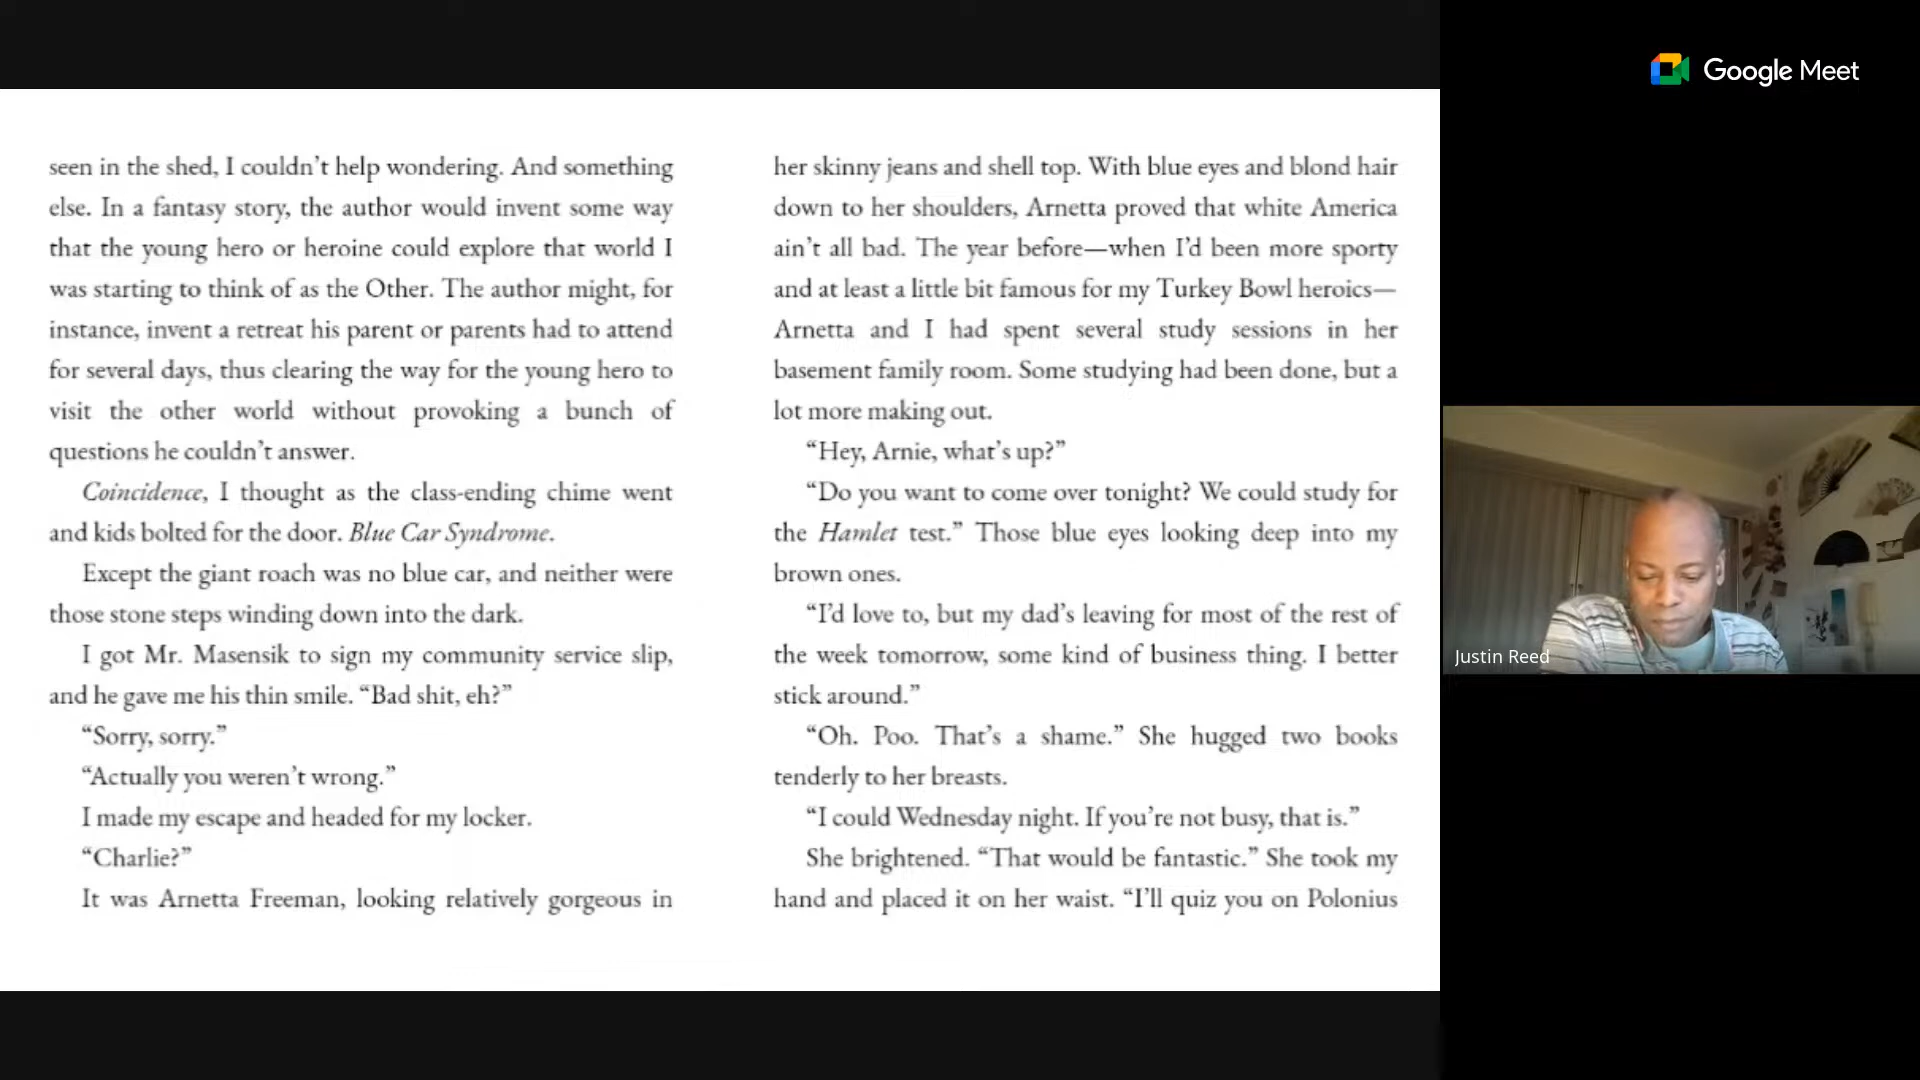 seen in the shed, I couldn’t help wondering. And something
else. In a fantasy story, the author would invent some way
that the young hero or heroine could explore that world I
was starting to think of as the Other. The author might, for
instance, invent a retreat his parent or parents had to attend
for several days, thus clearing the way for the young hero to
visit the other world without provoking a bunch of
questions he couldn’t answer.
Coincidence, I thought as the class-ending chime went
and kids bolted for the door. Blue Car Syndrome.
Except the giant roach was no blue car, and neither were
those stone steps winding down into the dark.
I got Mr. Masensik to sign my community service slip,
and he gave me his thin smile. “Bad shit, eh?”
“Sorry, sorry.”
“Actually you weren’t wrong.”
I made my escape and headed for my locker.
“Charlie?”
It was Arnetta Freeman, looking relatively gorgeous in
her skinny jeans and shell top. With blue eyes and blond hair
down to her shoulders, Arnetta proved that white America
ain’t all bad. The year before—when I’d been more sporty
and at least a little bit famous for my Turkey Bowl heroics—
Arnetta and I had spent several study sessions in her
basement family room. Some studying had been done, but a
lot more making out.
“Hey, Arnie, what’s up?”
“Do you want to come over tonight? We could study for
the Hamlet test.” Those blue eyes looking deep into my
brown ones.
“I’d love to, but my dad’s leaving for most of the rest of
the week tomorrow, some kind of business thing. I better
stick around.”
“Oh. Poo. That’s a shame.” She hugged two books
tenderly to her breasts.
“I could Wednesday night. If you’re not busy, that is.”
She brightened. “That would be fantastic.” She took my
hand and placed it on her waist. “I’ll quiz you on Polonius
Google Meet
Justin Reed